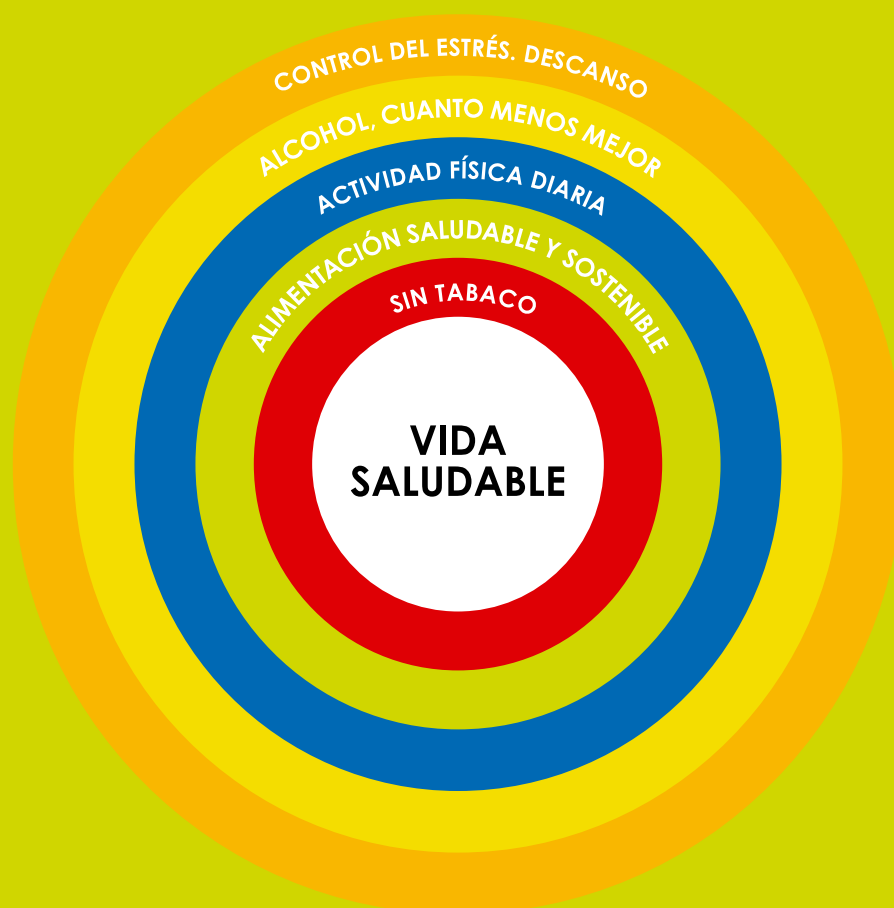 CONTROL DEL ESTRÉS. DESCANSO
ALCOHOL, CUANTO MENOS MEJOR
ACTIVIDAD FÍSICA DIARIA
ALIMENTACIÓN SALUDABLE Y SOSTENIBLE
SIN TABACO
VIDA
SALUDABLE